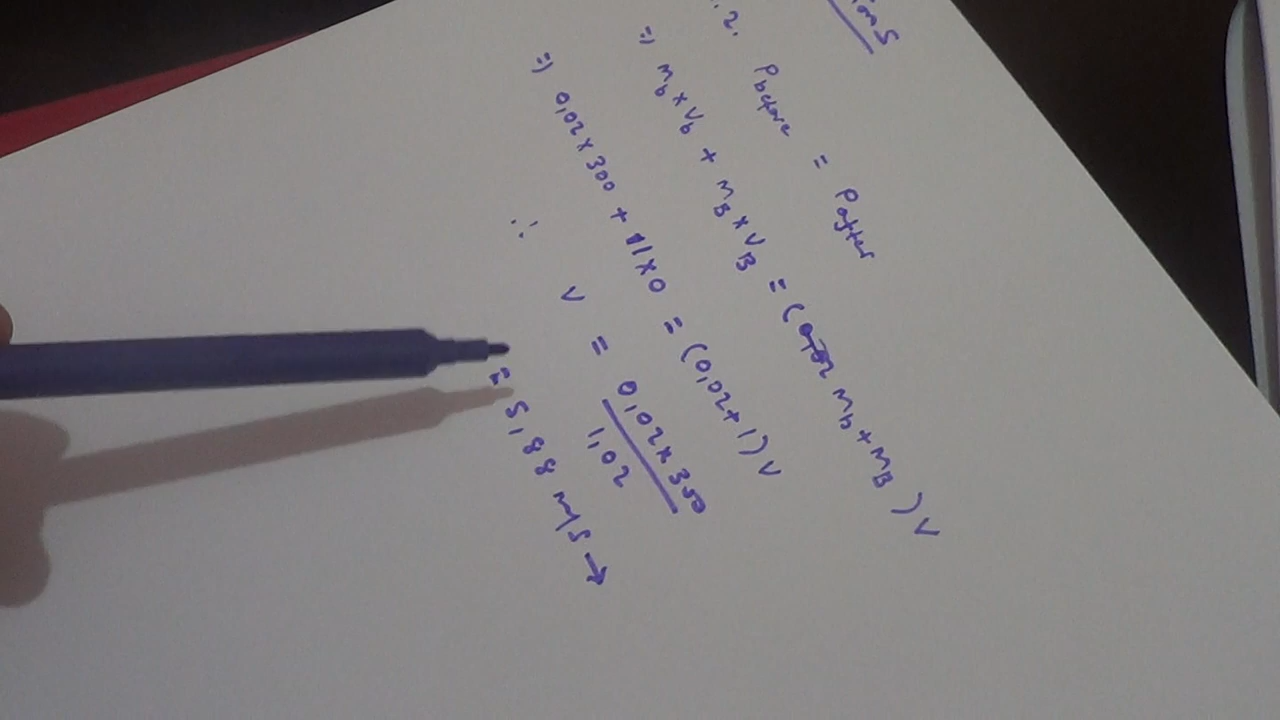 ions
.2. Pbefore = Pafter
=) mb×Vb + mB×VB = (mb+mB)V
=) 0,02×300 + 1×0 = (0,02+1)V
∴ V = 0,02×300
1,02
= 5,88 m/s →